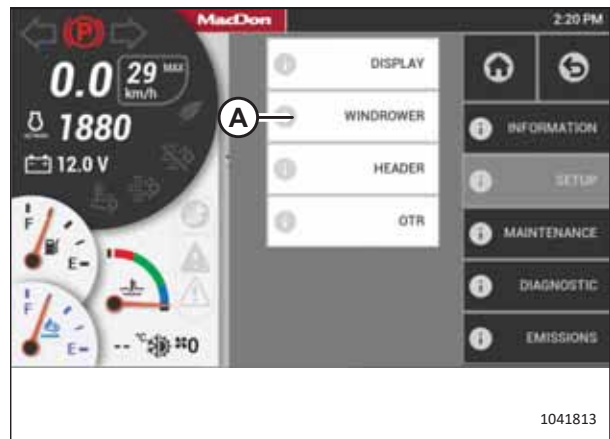 MacDon
2:20 PM
P
0.0 29 MAX km/h
1880
12.0 V
F
E
F
E
-- °C 0
DISPLAY
A WINDROWER
HEADER
OTR
INFORMATION
SETUP
MAINTENANCE
DIAGNOSTIC
EMISSIONS
1041813